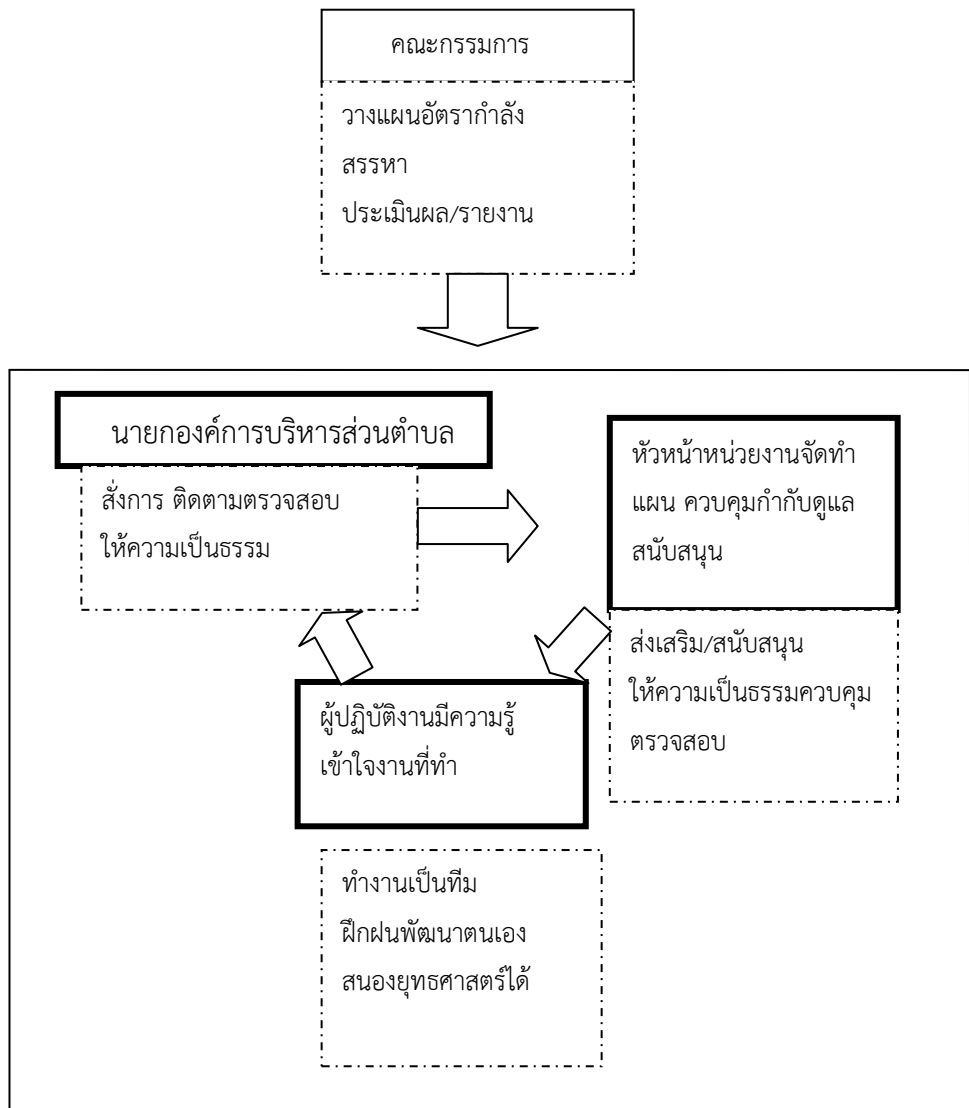 คณะกรรมการ
วางแผนอัตรากำลัง
สรรหา
ประเมินผล/รายงาน
นายกองค์การบริหารส่วนตำบล
สั่งการ ติดตามตรวจสอบ
ให้ความเป็นธรรม
หัวหน้าหน่วยงานจัดทำ
แผน ควบคุมกำกับดูแล
สนับสนุน
ส่งเสริม/สนับสนุน
ให้ความเป็นธรรมควบคุม
ตรวจสอบ
ผู้ปฏิบัติงานมีความรู้
เข้าใจงานที่ทำ
ทำงานเป็นทีม
ฝึกฝนพัฒนาตนเอง
สนองยุทธศาสตร์ได้